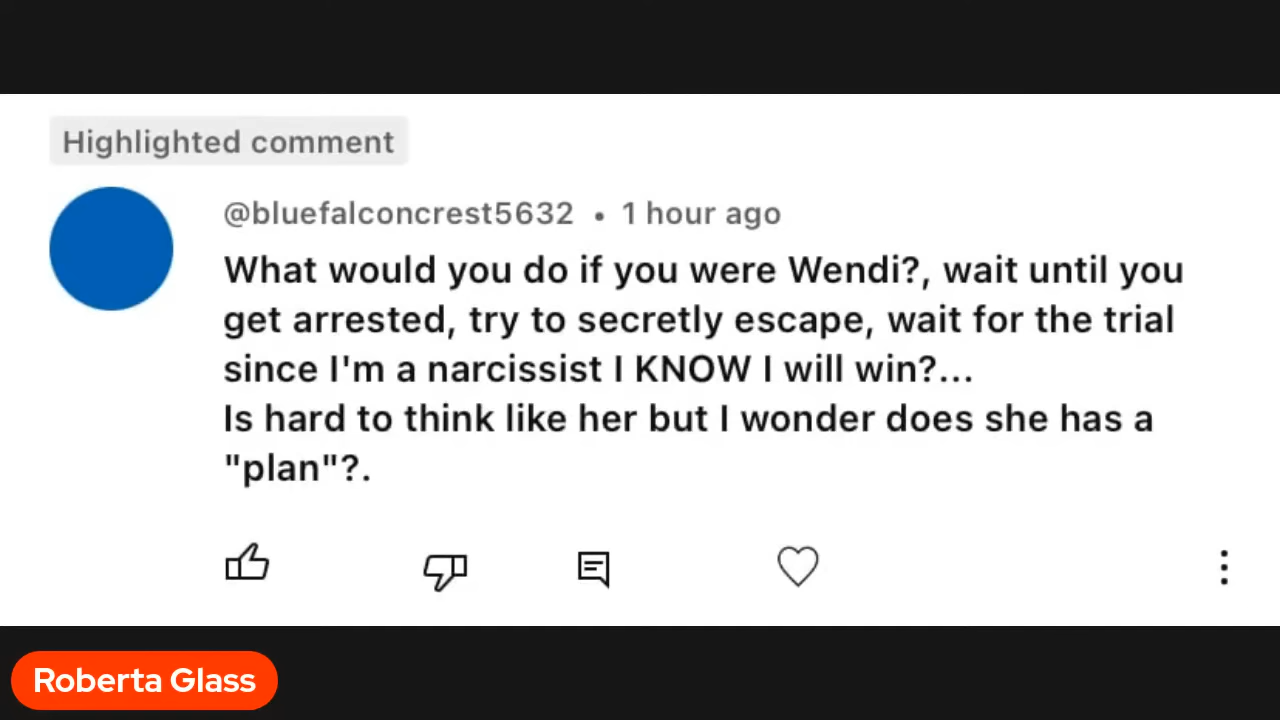 Highlighted comment
@bluefalconcrest5632 • 1 hour ago
What would you do if you were Wendi?, wait until you
get arrested, try to secretly escape, wait for the trial
since I'm a narcissist I KNOW I will win?...
Is hard to think like her but I wonder does she has a
"plan"?.
Roberta Glass